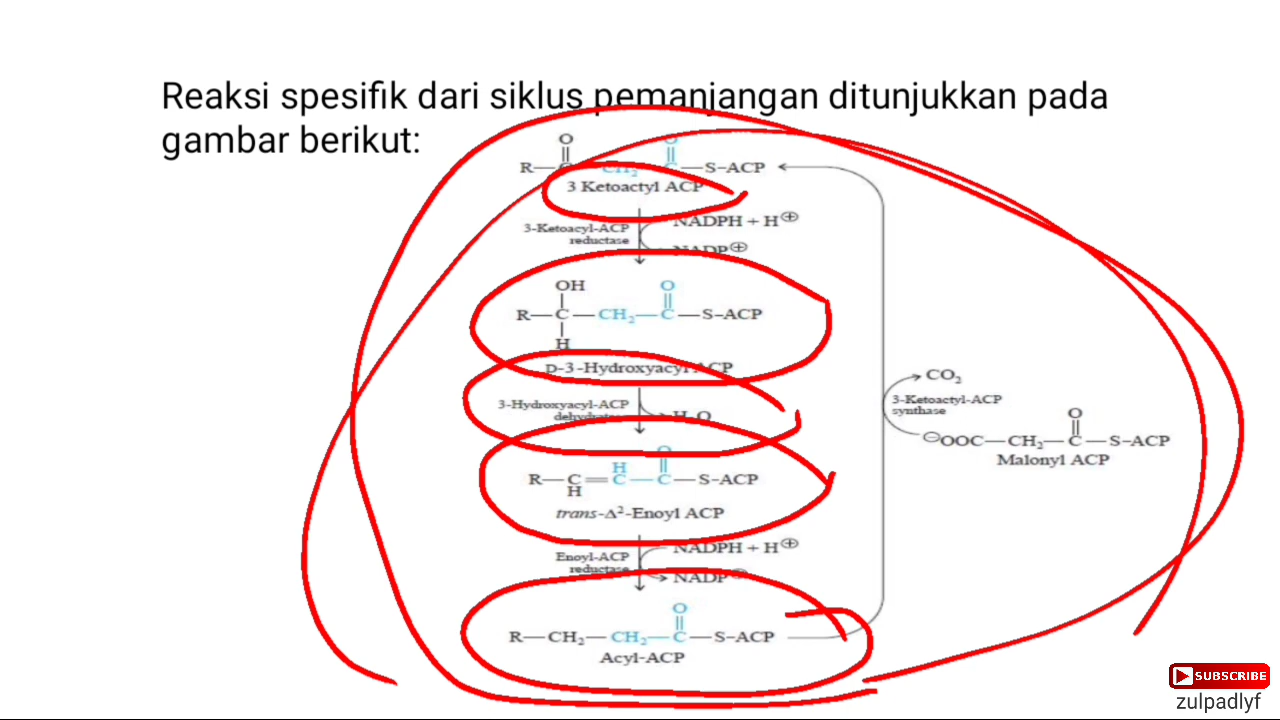 Reaksi spesifik dari siklus pemanjangan ditunjukkan pada
gambar berikut:
O
R—C—CH₂—C—S–ACP
3 Ketoactyl ACP
3-Ketoacyl-ACP
reductase
NADPH + H⊕
NADP⊕
OH O
R—C—CH₂—C—S–ACP
H
D-3-Hydroxyacyl ACP
3-Hydroxyacyl-ACP
H₂O
CO₂
3-Ketoactyl-ACP
synthase
O
⊖OOC—CH₂—C—S–ACP
Malonyl ACP
H O
R—C=C—C—S–ACP
H
trans-Δ²-Enoyl ACP
Enoyl-ACP
reductase
NADPH + H⊕
NADP
O
R—CH₂—CH₂—C—S–ACP
Acyl-ACP
SUBSCRIBE
zulpadlyf